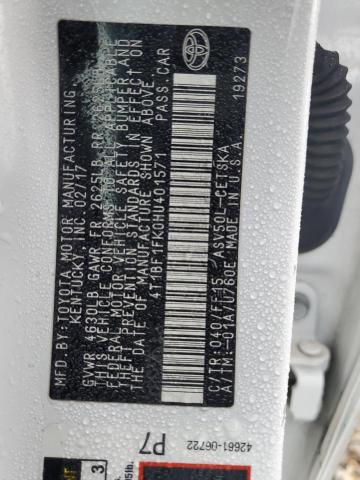 MFD. BY: TOYOTA MOTOR MANUFACTURING
KENTUCKY, INC. 02/17
GVWR 4630LB GAWR FR 2625LB RR
THIS VEHICLE CONFORMS TO ALL APPLICABLE
FEDERAL MOTOR VEHICLE SAFETY, BUMPER AND
THEFT PREVENTION STANDARDS IN EFFECT ON
THE DATE OF MANUFACTURE SHOWN ABOVE.
4T1BF1FK0HU401571 PASS. CAR
C/TR: 040/FF15 ASV50L-CETSKA
A/TM: -01A/U760E MADE IN U.S.A.
19273
42661-06722
P7
3